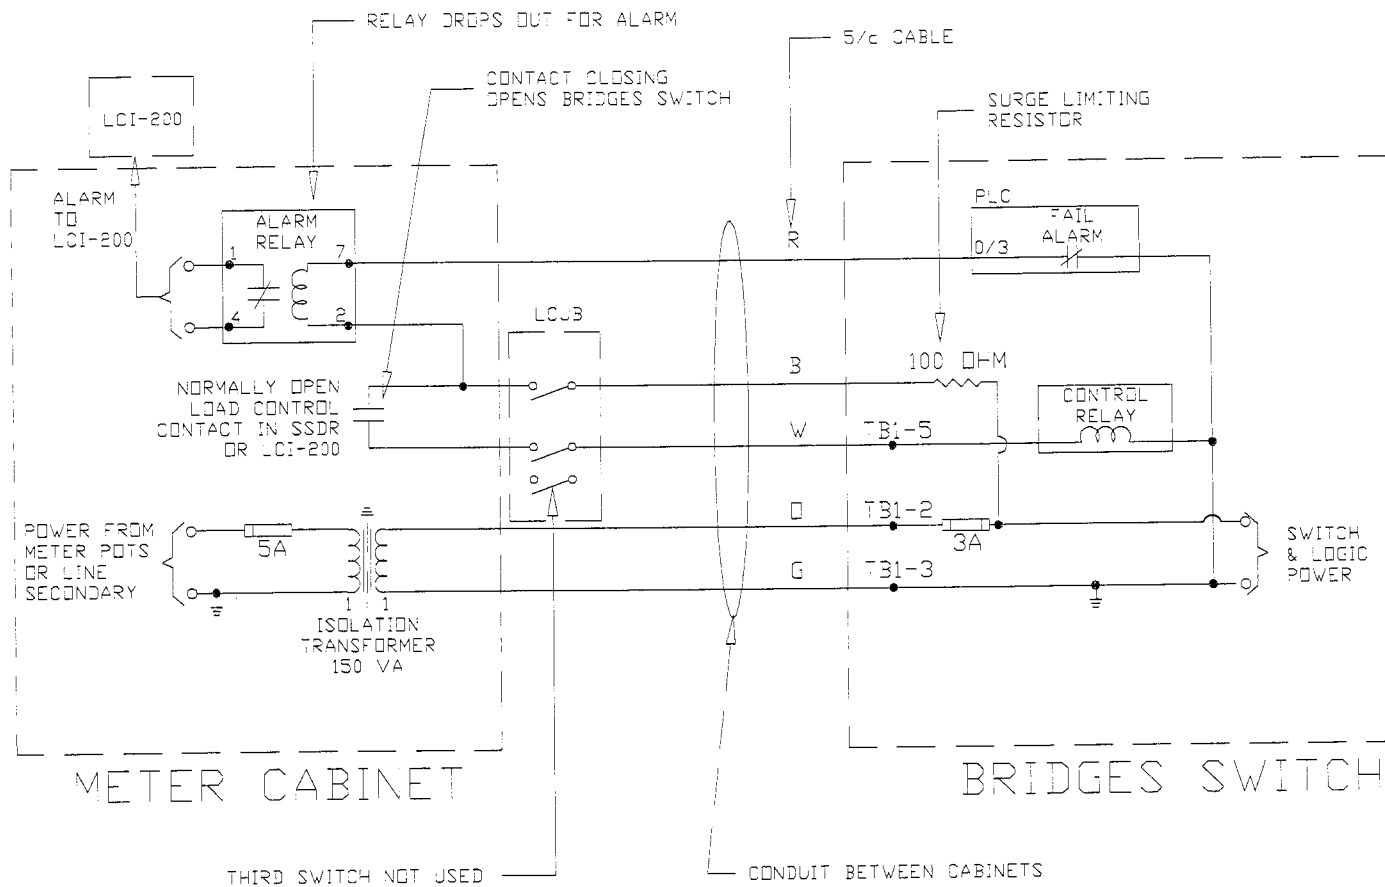 RELAY DROPS OUT FOR ALARM
5/c CABLE
CONTACT CLOSING
OPENS BRIDGES SWITCH
SURGE LIMITING
RESISTOR
LCI-200
ALARM
TO
LCI-200
ALARM
RELAY
1
7
4
2
PLC
FAIL
ALARM
O/3
R
LCJB
B
100 OHM
NORMALLY OPEN
LOAD CONTROL
CONTACT IN SSDR
OR LCI-200
CONTROL
RELAY
W
TB1-5
POWER FROM
METER POTS
OR LINE
SECONDARY
5A
O
TB1-2
3A
SWITCH
& LOGIC
POWER
G
TB1-3
1
1
ISOLATION
TRANSFORMER
150 VA
METER CABINET
BRIDGES SWITCH
THIRD SWITCH NOT USED
CONDUIT BETWEEN CABINETS